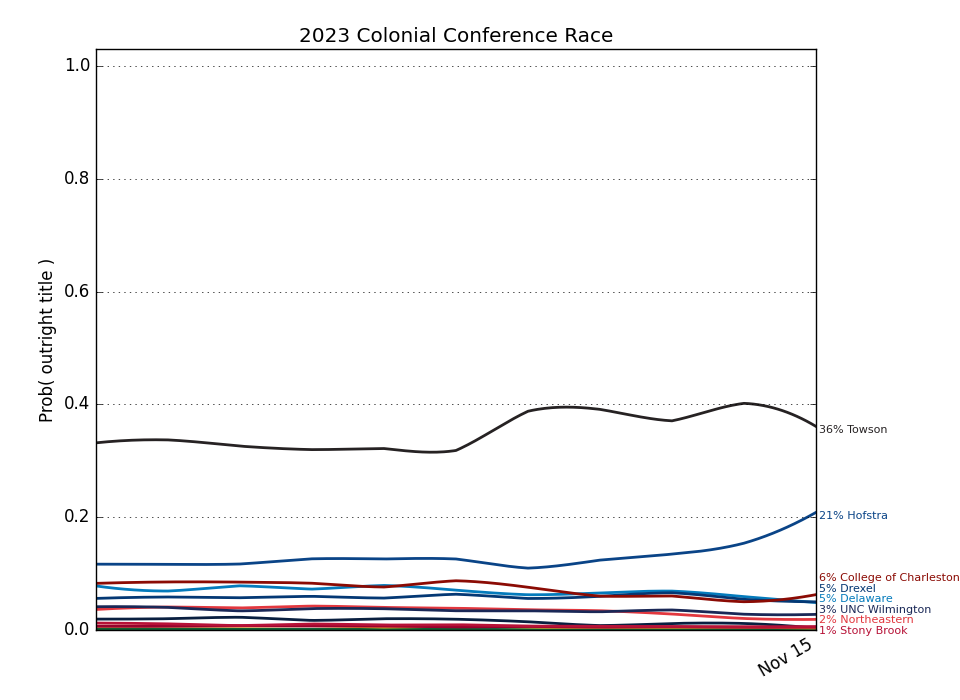 2023 Colonial Conference Race
1.0
0.8
0.6
0.4
0.2
0.0
Prob( outright title )
36% Towson
21% Hofstra
6% College of Charleston
5% Drexel
5% Delaware
3% UNC Wilmington
2% Northeastern
1% Stony Brook
Nov 15